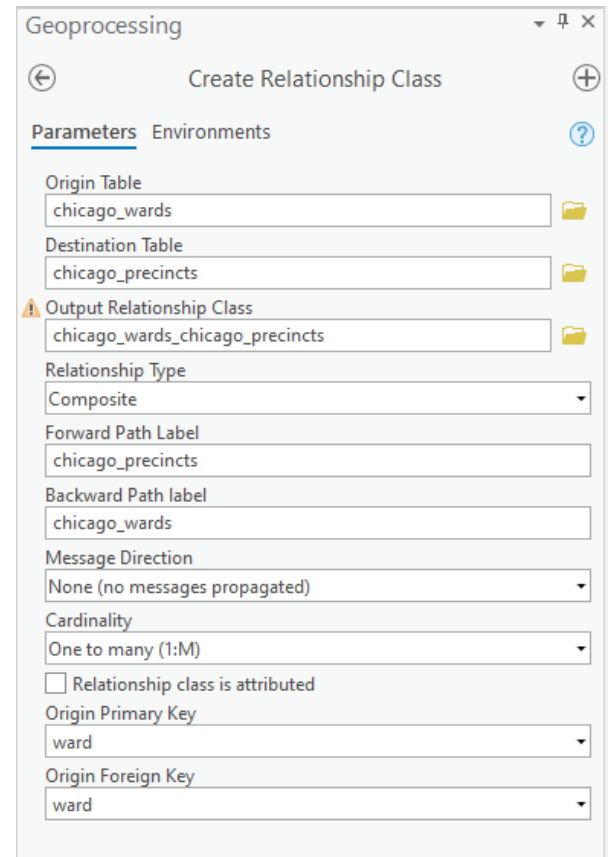 Geoprocessing
Create Relationship Class
Parameters Environments
Origin Table
chicago_wards
Destination Table
chicago_precincts
Output Relationship Class
chicago_wards_chicago_precincts
Relationship Type
Composite
Forward Path Label
chicago_precincts
Backward Path label
chicago_wards
Message Direction
None (no messages propagated)
Cardinality
One to many (1:M)
Relationship class is attributed
Origin Primary Key
ward
Origin Foreign Key
ward